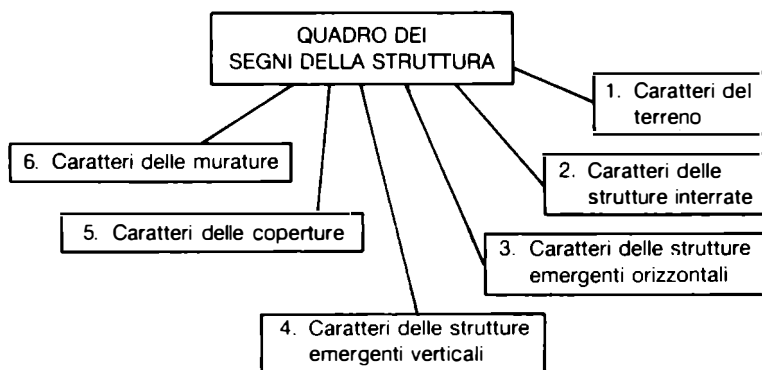 QUADRO DEI
SEGNI DELLA STRUTTURA
1. Caratteri del
terreno
2. Caratteri delle
strutture interrate
3. Caratteri delle strutture
emergenti orizzontali
4. Caratteri delle strutture
emergenti verticali
5. Caratteri delle coperture
6. Caratteri delle murature